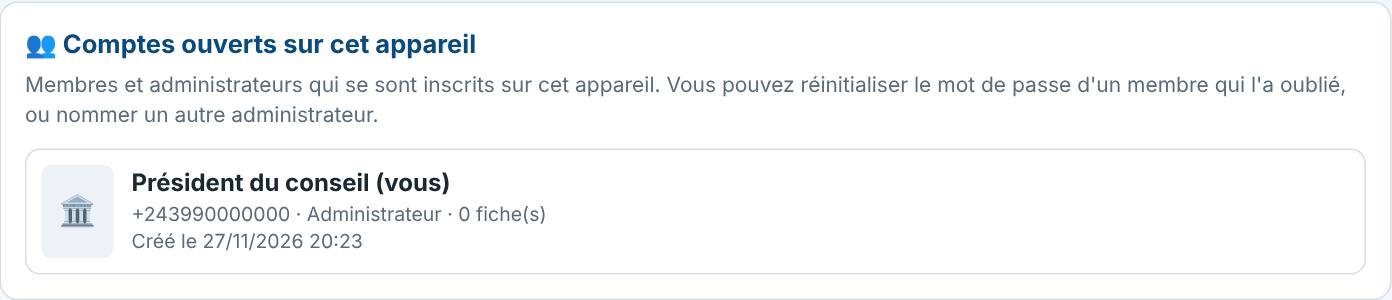 👥 Comptes ouverts sur cet appareil
Membres et administrateurs qui se sont inscrits sur cet appareil. Vous pouvez réinitialiser le mot de passe d'un membre qui l'a oublié,
ou nommer un autre administrateur.
Président du conseil (vous)
+243990000000 · Administrateur · 0 fiche(s)
Créé le 27/11/2026 20:23